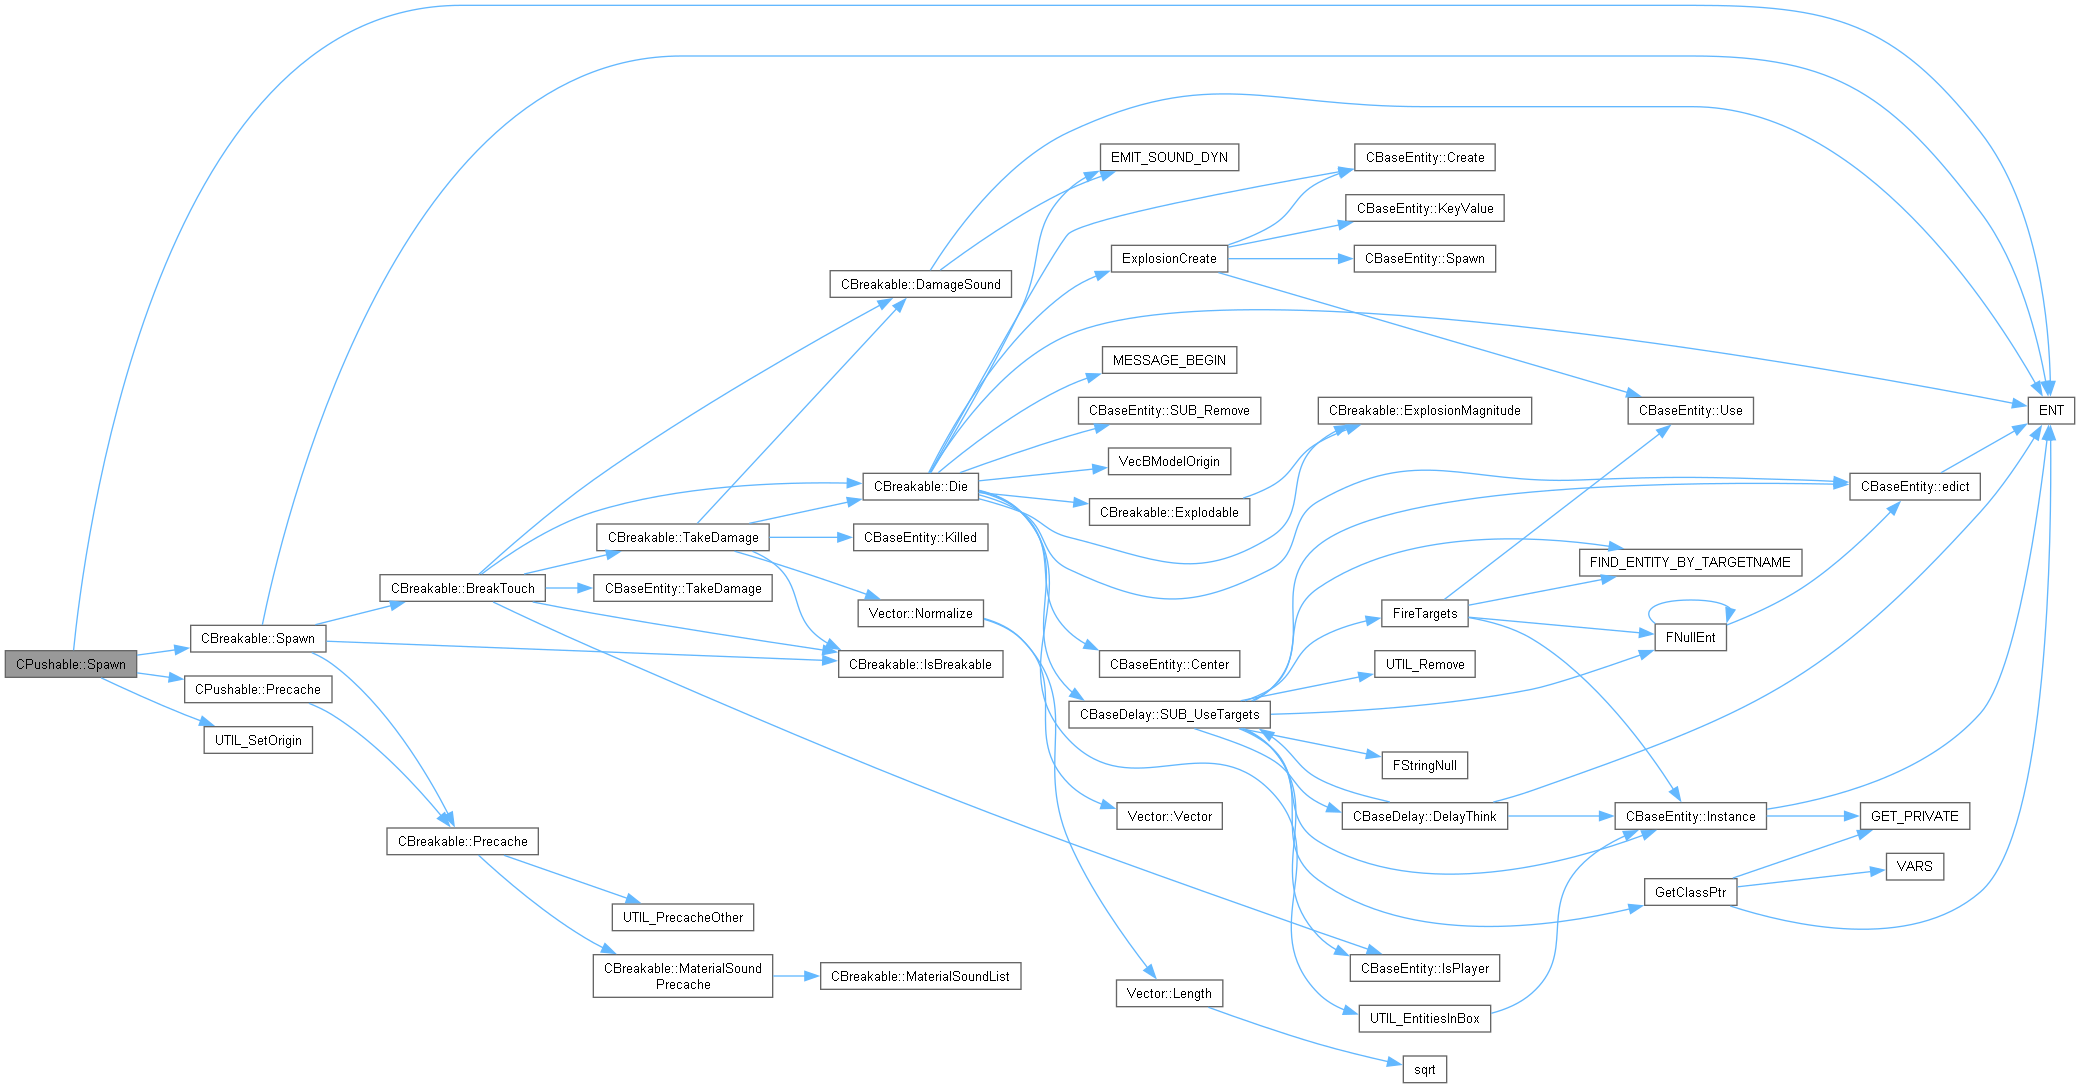 EMIT_SOUND_DYN
CBaseEntity::Create
CBaseEntity::KeyValue
ExplosionCreate
CBaseEntity::Spawn
CBreakable::DamageSound
MESSAGE_BEGIN
CBaseEntity::SUB_Remove
CBreakable::ExplosionMagnitude
CBaseEntity::Use
ENT
VecBModelOrigin
CBreakable::Die
CBaseEntity::edict
CBreakable::Explodable
CBreakable::TakeDamage
CBaseEntity::Killed
FIND_ENTITY_BY_TARGETNAME
CBreakable::BreakTouch
CBaseEntity::TakeDamage
Vector::Normalize
FireTargets
CBreakable::Spawn
FNullEnt
CPushable::Spawn
CBreakable::IsBreakable
CBaseEntity::Center
UTIL_Remove
CPushable::Precache
CBaseDelay::SUB_UseTargets
UTIL_SetOrigin
FStringNull
Vector::Vector
CBaseDelay::DelayThink
CBaseEntity::Instance
GET_PRIVATE
CBreakable::Precache
VARS
GetClassPtr
UTIL_PrecacheOther
CBreakable::MaterialSound
Precache
CBreakable::MaterialSoundList
CBaseEntity::IsPlayer
Vector::Length
UTIL_EntitiesInBox
sqrt